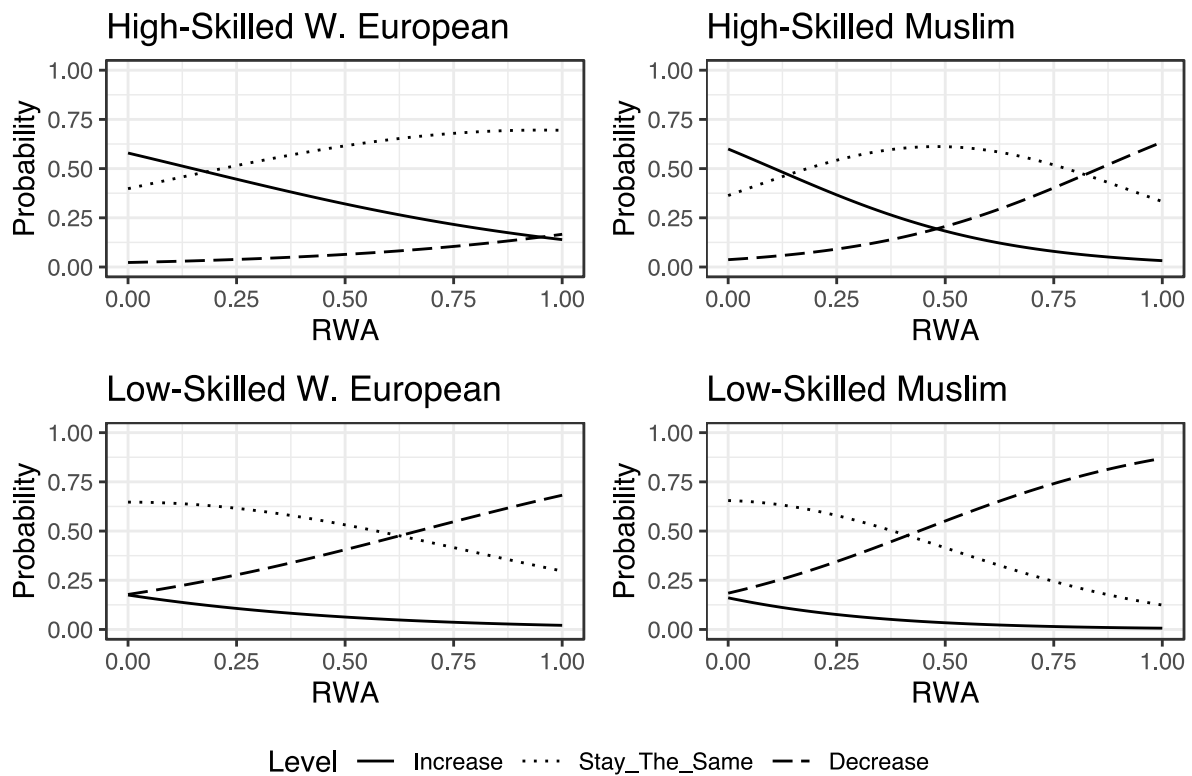 High-Skilled W. European
High-Skilled Muslim
Probability
1.00
0.75
0.50
0.25
0.00
0.00 0.25 0.50 0.75 1.00
RWA
Probability
1.00
0.75
0.50
0.25
0.00
0.00 0.25 0.50 0.75 1.00
RWA
Low-Skilled W. European
Low-Skilled Muslim
Probability
1.00
0.75
0.50
0.25
0.00
0.00 0.25 0.50 0.75 1.00
RWA
Probability
1.00
0.75
0.50
0.25
0.00
0.00 0.25 0.50 0.75 1.00
RWA
Level Increase Stay_The_Same Decrease